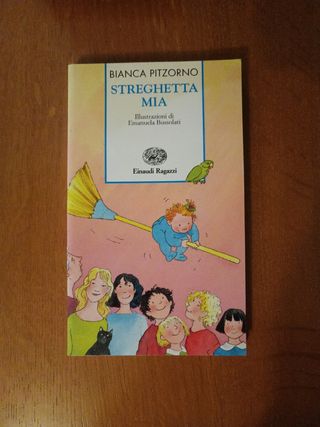 BIANCA PITZORNO
STREGHETTA
MIA
Illustrazioni di
Emanuela Bussolati
Einaudi Ragazzi